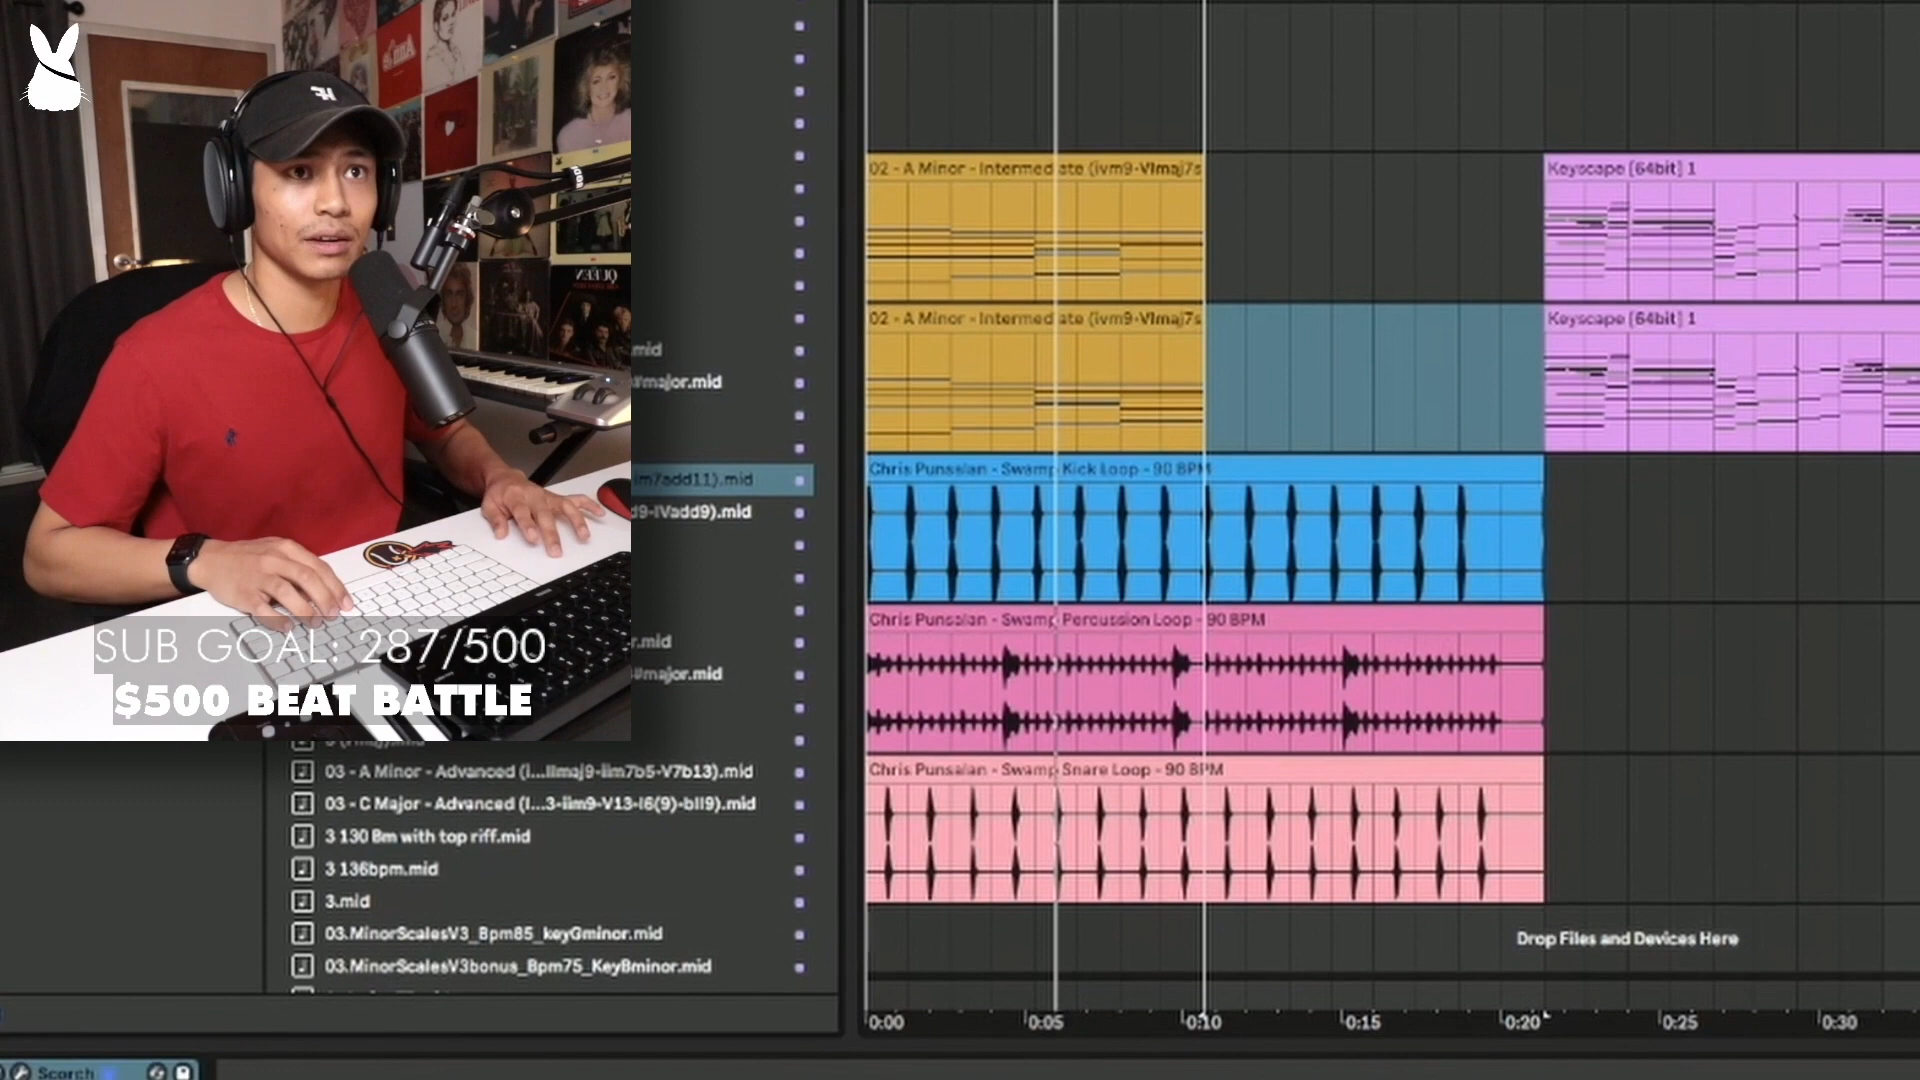 02 - A Minor - Intermediate (ivm9-VImaj7s
Keyscape [64bit] 1
02 - A Minor - Intermediate (ivm9-VImaj7s
Keyscape [64bit] 1
QUEEN
.mid
#major.mid
im7add11).mid
d9-IVadd9).mid
r.mid
#major.mid
Chris Punsalan - Swamp Kick Loop - 90 BPM
Chris Punsalan - Swamp Percussion Loop - 90 BPM
Chris Punsalan - Swamp Snare Loop - 90 BPM
SUB GOAL: 287/500
$500 BEAT BATTLE
03 - A Minor - Advanced (i...IImaj9-iim7b5-V7b13).mid
03 - C Major - Advanced (I...3-iim9-V13-I6(9)-bII9).mid
3 130 Bm with top riff.mid
3 136bpm.mid
3.mid
03.MinorScalesV3_Bpm85_keyGminor.mid
03.MinorScalesV3bonus_Bpm75_KeyBminor.mid
Drop Files and Devices Here
0:00
0:05
0:10
0:15
0:20
0:25
0:30
Scorch